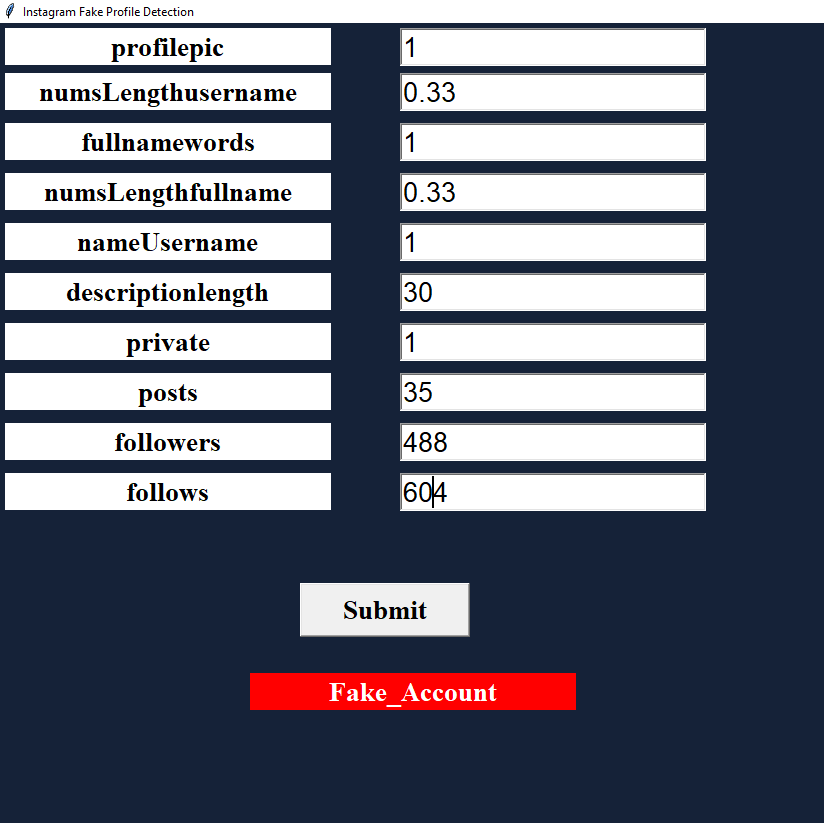 Instagram Fake Profile Detection
profilepic 1
numsLengthusername 0.33
fullnamewords 1
numsLengthfullname 0.33
nameUsername 1
descriptionlength 30
private 1
posts 35
followers 488
follows 604
Submit
Fake_Account